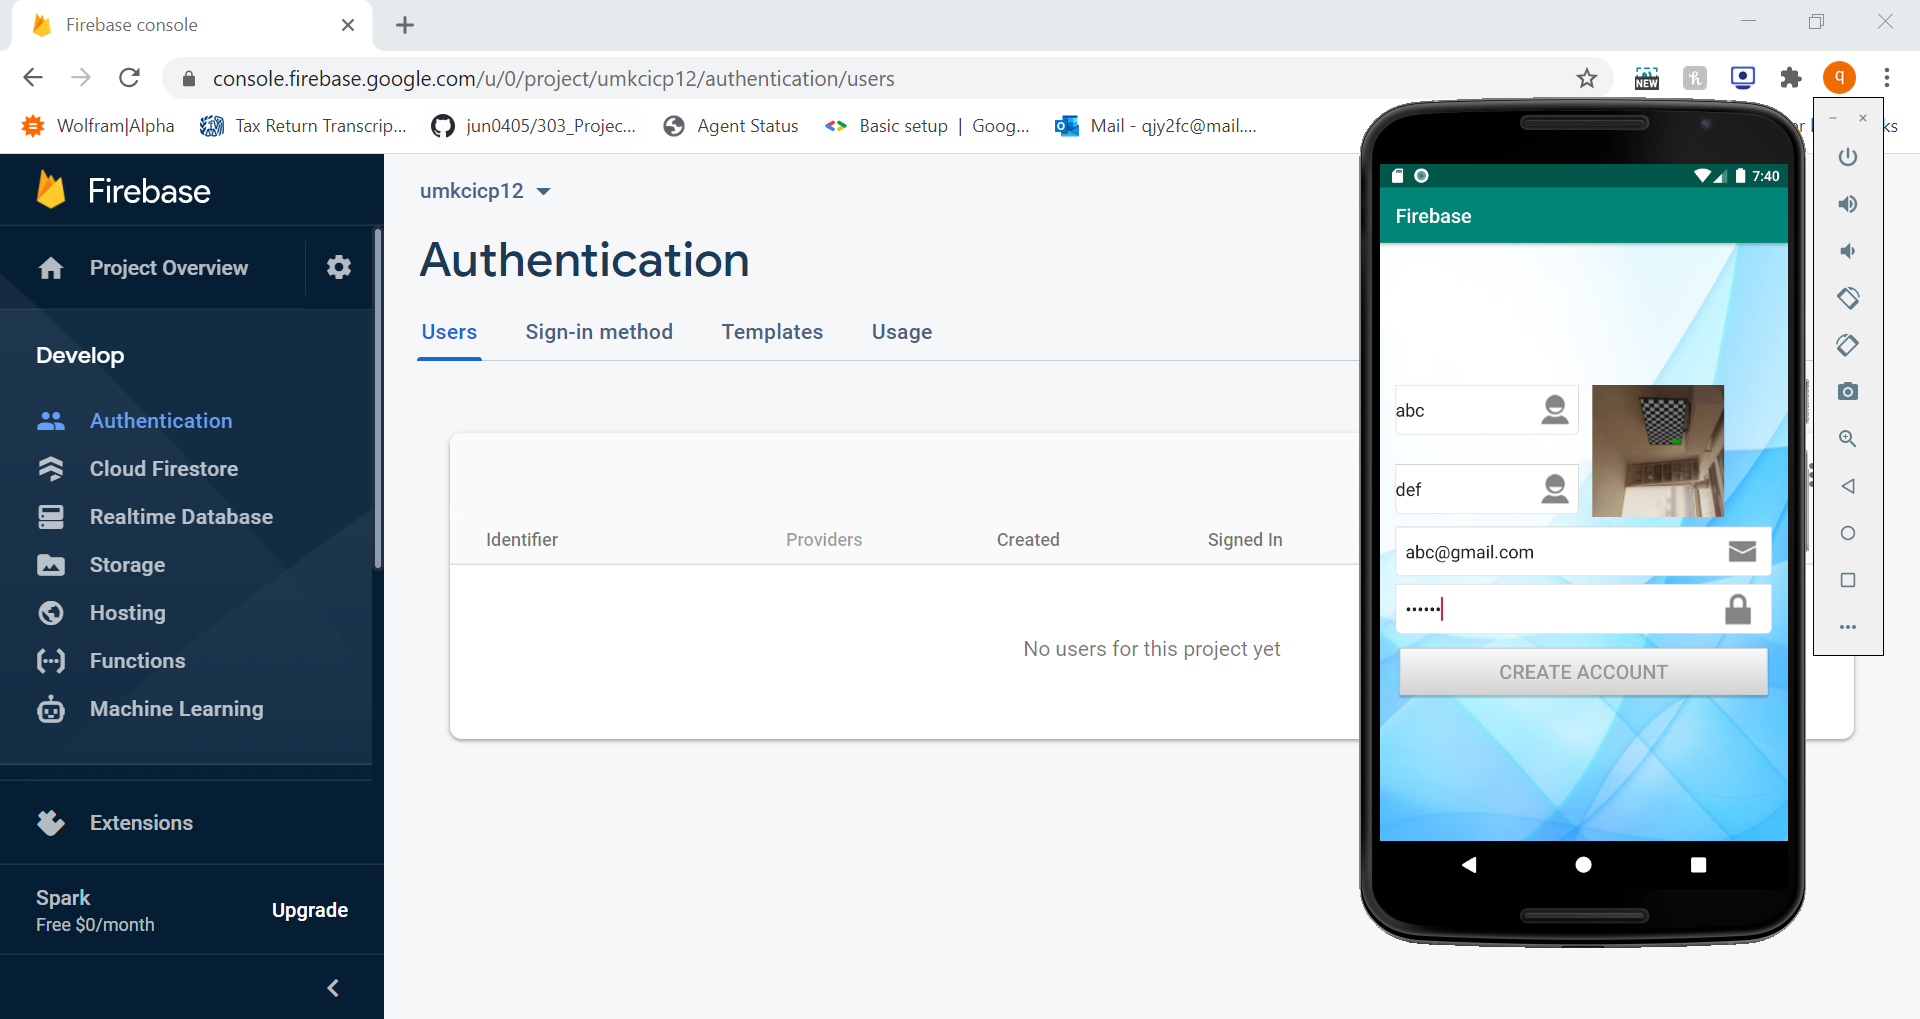 Firebase console
console.firebase.google.com/u/0/project/umkcicp12/authentication/users
NEW
q
Wolfram|Alpha
Tax Return Transcrip...
jun0405/303_Projec...
Agent Status
Basic setup | Goog...
Mail - qjy2fc@mail....
Firebase
Project Overview
Develop
Authentication
Cloud Firestore
Realtime Database
Storage
Hosting
Functions
Machine Learning
Extensions
Spark
Free $0/month
Upgrade
umkcicp12
Authentication
Users Sign-in method Templates Usage
Identifier Providers Created Signed In
No users for this project yet
7:40
Firebase
abc
def
abc@gmail.com
••••••
CREATE ACCOUNT